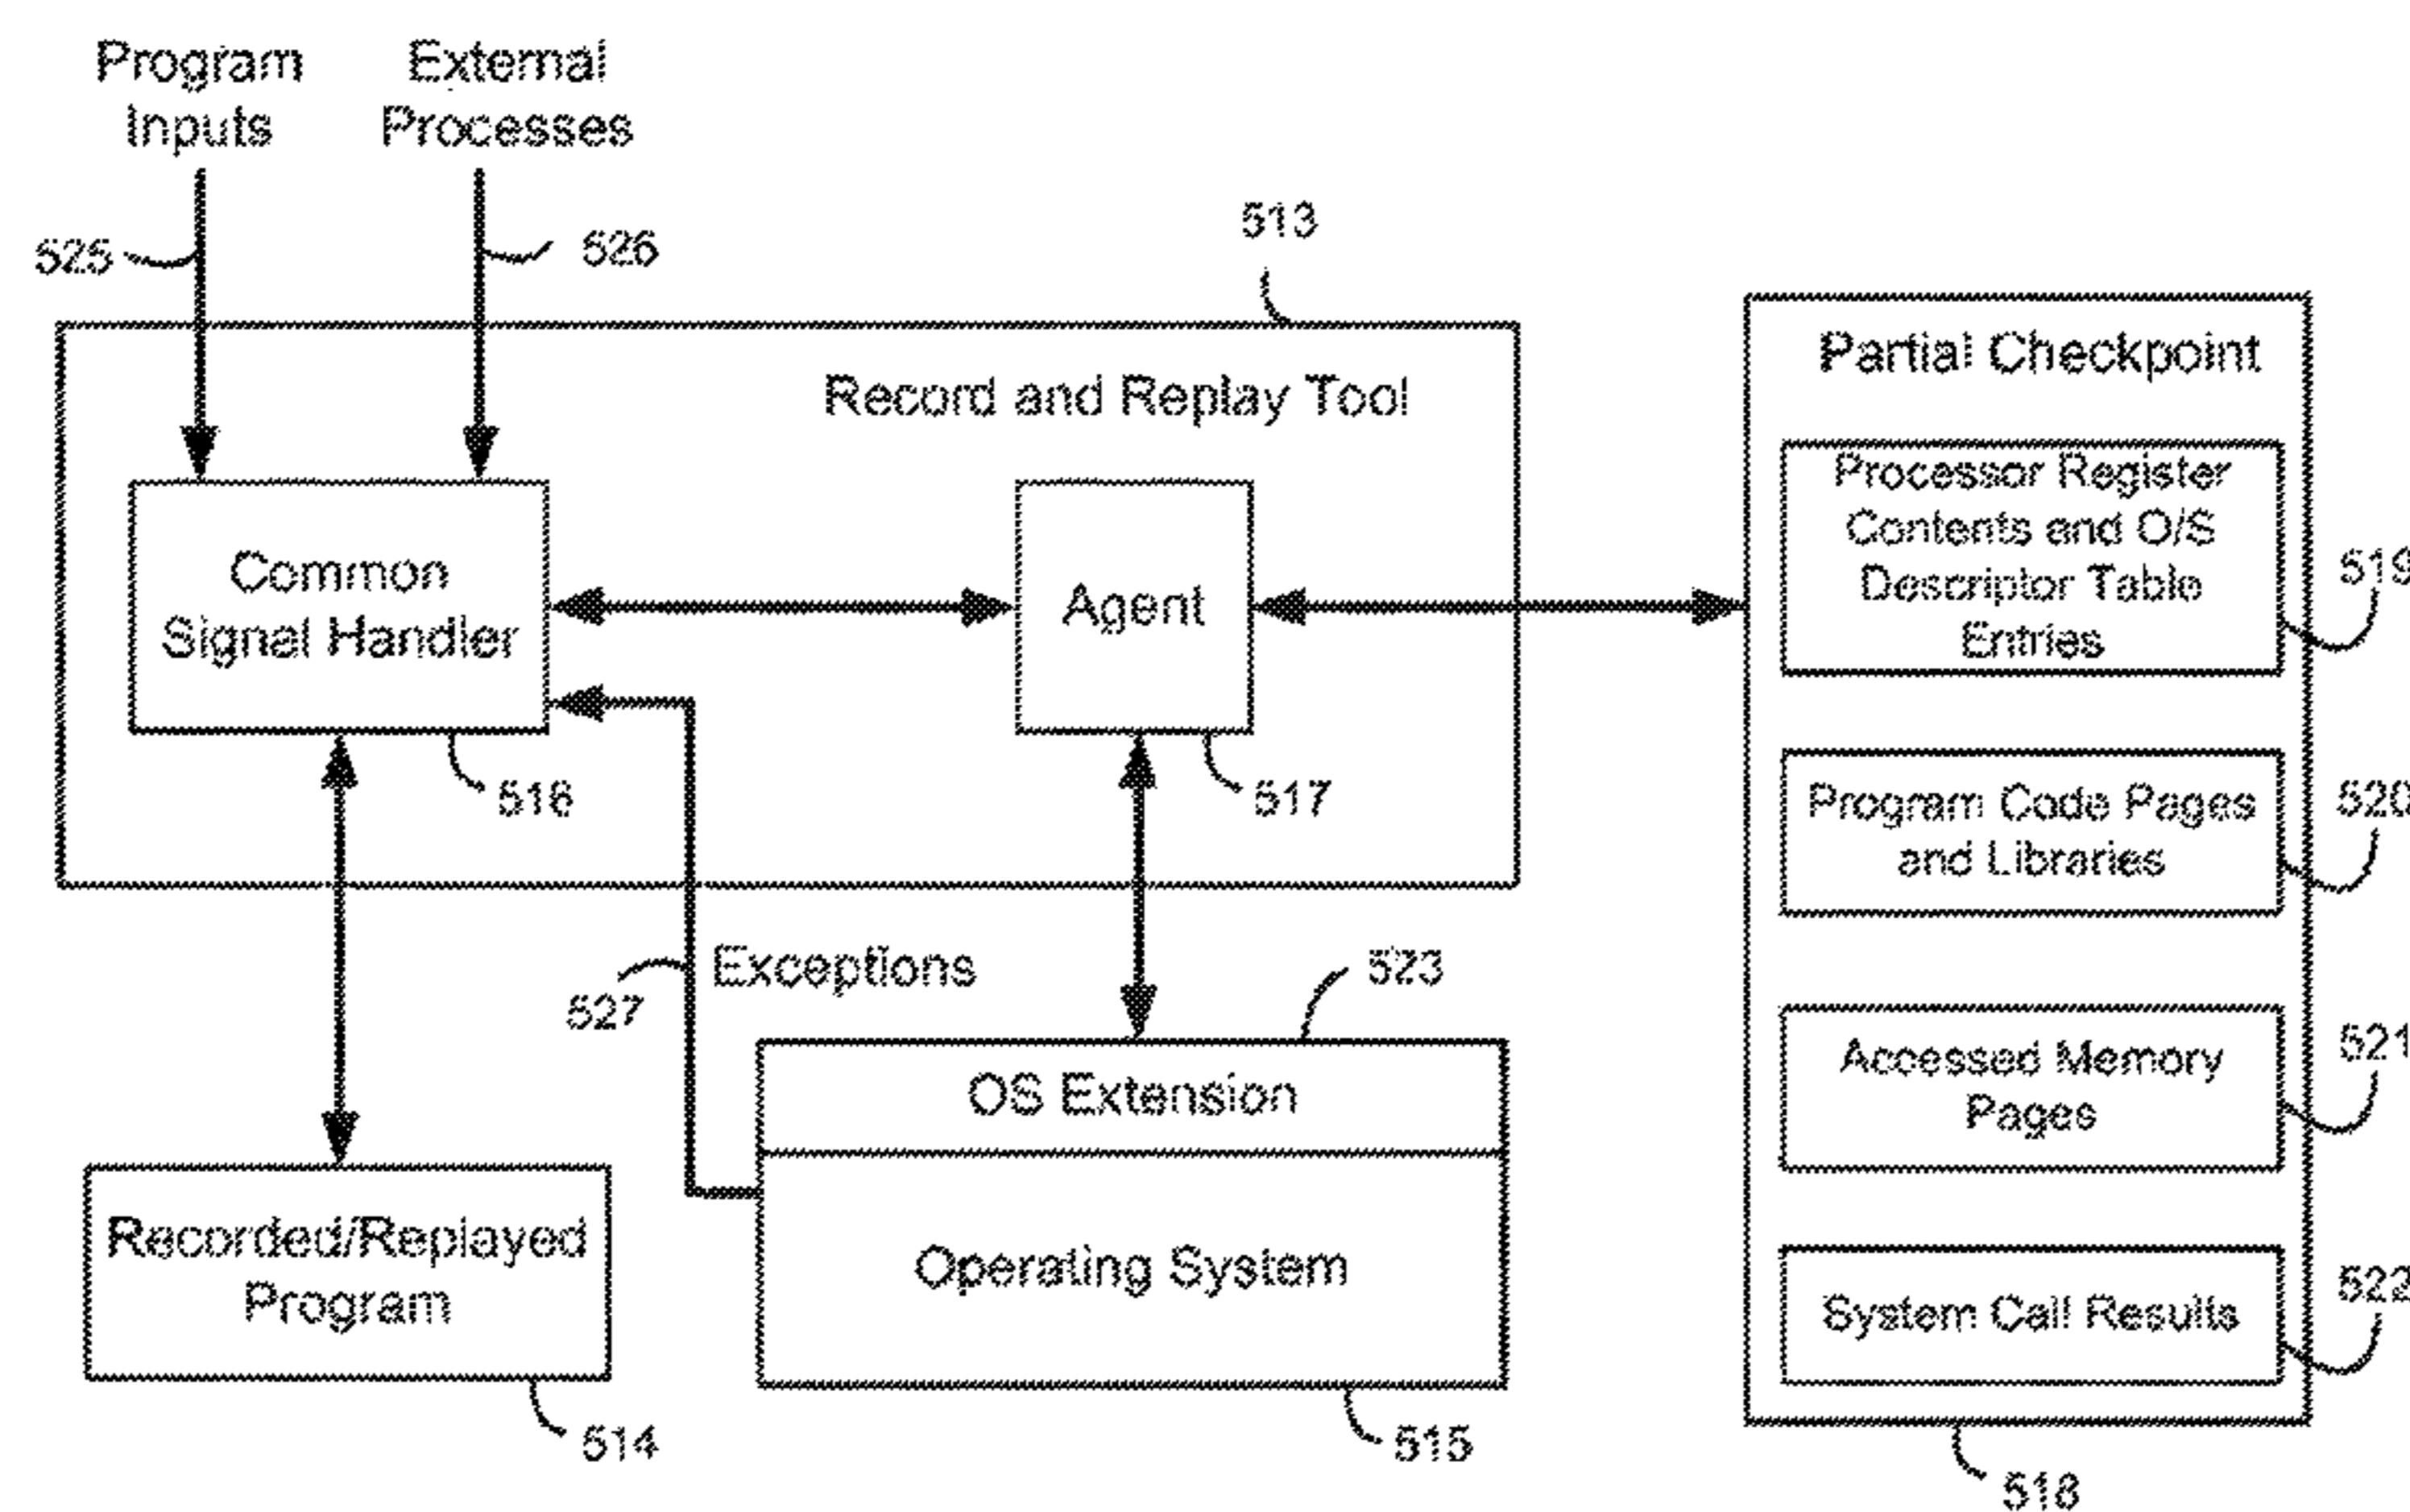 Program
Inputs
External
Processes
525
526
513
Record and Replay Tool
Common
Signal Handler
516
Agent
517
Partial Checkpoint
Processor Register
Contents and O/S
Descriptor Table
Entries
519
Program Code Pages
and Libraries
520
Accessed Memory
Pages
521
System Call Results
522
518
527
Exceptions
523
OS Extension
Operating System
515
Recorded/Replayed
Program
514